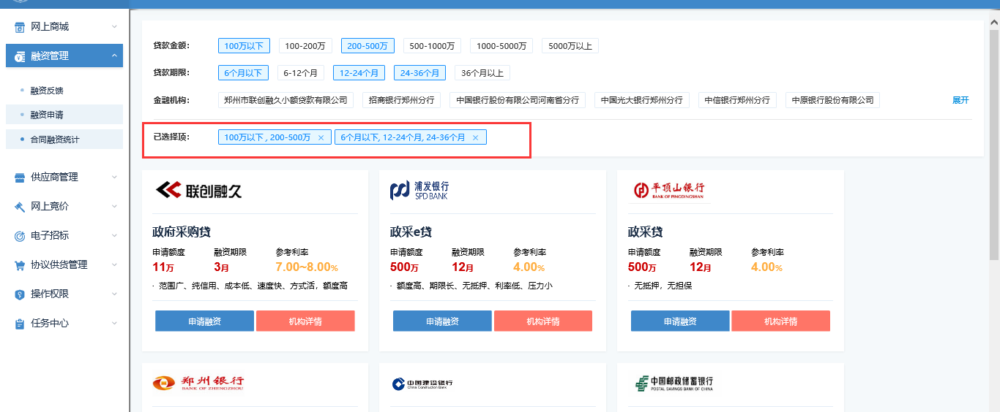 网上商城
融资管理
融资反馈
融资申请
合同融资统计
供应商管理
网上竞价
电子招标
协议供货管理
操作权限
任务中心
贷款金额： 100万以下 100-200万 200-500万 500-1000万 1000-5000万 5000万以上
贷款期限： 6个月以下 6-12个月 12-24个月 24-36个月 36个月以上
金融机构： 郑州市联创融久小额贷款有限公司 招商银行郑州分行 中国银行股份有限公司河南省分行 中国光大银行郑州分行 中信银行郑州分行 中原银行股份有限公司 展开
已选择顶： 100万以下 , 200-500万 × 6个月以下, 12-24个月, 24-36个月 ×
联创融久
政府采购贷
申请额度 融资期限 参考利率
11万 3月 7.00~8.00%
· 范围广、纯信用、成本低、速度快、方式活，额度高
申请融资 机构详情
浦发银行
SPD BANK
政采e贷
申请额度 融资期限 参考利率
500万 12月 4.00%
· 额度高、期限长、无抵押、利率低、压力小
申请融资 机构详情
平顶山银行
BANK OF PINGDINGSHAN
政采贷
申请额度 融资期限 参考利率
500万 12月 4.00%
· 无抵押，无担保
申请融资 机构详情
郑州银行
BANK OF ZHENGZHOU
中国建设银行
China Construction Bank
中国邮政储蓄银行
POSTAL SAVINGS BANK OF CHINA